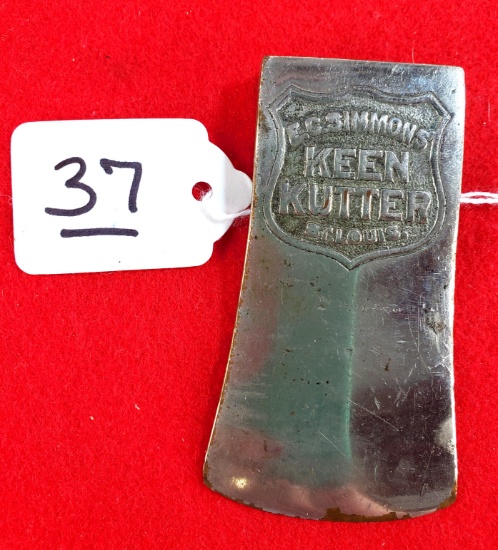 37
E.C. SIMMONS
KEEN
KUTTER
ST. LOUIS.